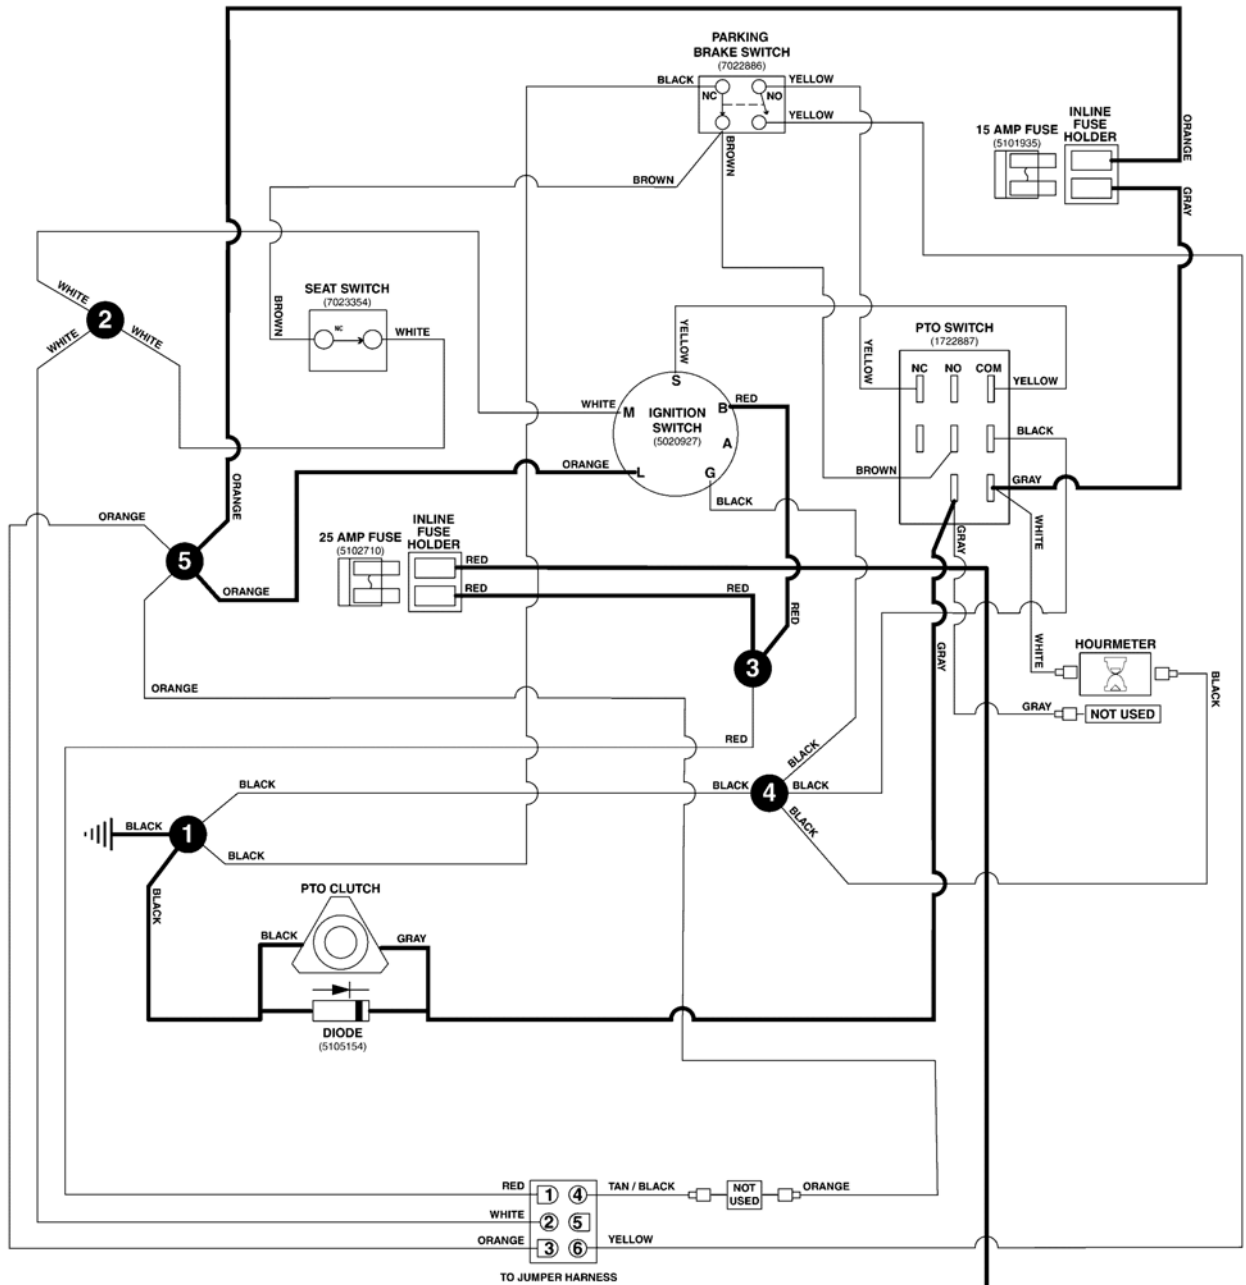 PARKING
BRAKE SWITCH
(7022886)
BLACK
YELLOW
NC
NO
YELLOW
BROWN
BROWN
15 AMP FUSE
(5101935)
INLINE
FUSE
HOLDER
ORANGE
GRAY
WHITE
2
WHITE
WHITE
SEAT SWITCH
(7023354)
BROWN
NC
WHITE
YELLOW
S
WHITE
M
B
RED
IGNITION
SWITCH
(5020927)
A
ORANGE
L
G
BLACK
YELLOW
PTO SWITCH
(1722887)
NC
NO
COM
YELLOW
BLACK
BROWN
GRAY
WHITE
GRAY
ORANGE
ORANGE
5
ORANGE
25 AMP FUSE
(5102710)
INLINE
FUSE
HOLDER
RED
RED
RED
RED
3
GRAY
WHITE
HOURMETER
BLACK
ORANGE
GRAY
NOT USED
RED
BLACK
BLACK
BLACK
4
BLACK
BLACK
BLACK
1
BLACK
BLACK
PTO CLUTCH
BLACK
GRAY
DIODE
(5105154)
RED
1
4
TAN / BLACK
NOT
USED
ORANGE
WHITE
2
5
ORANGE
3
6
YELLOW
TO JUMPER HARNESS